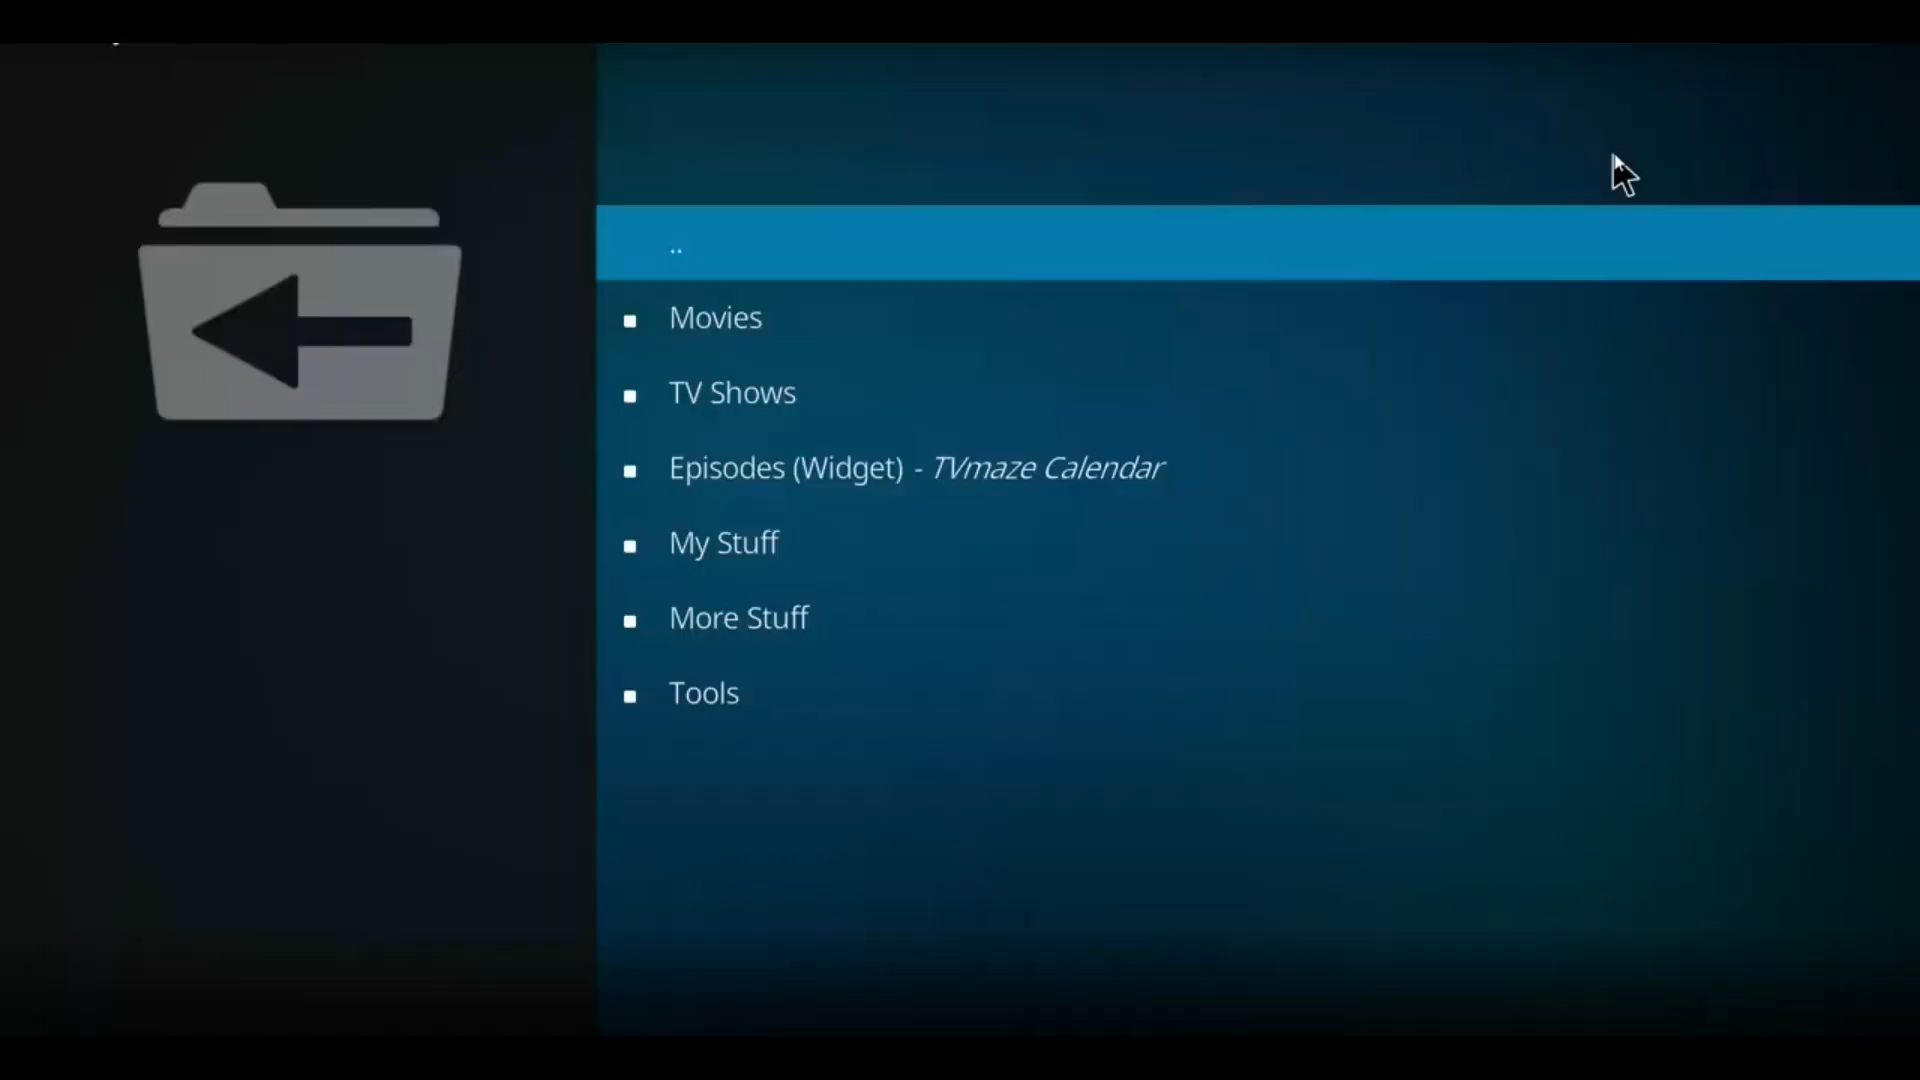 ..
Movies
TV Shows
Episodes (Widget) - TVmaze Calendar
My Stuff
More Stuff
Tools